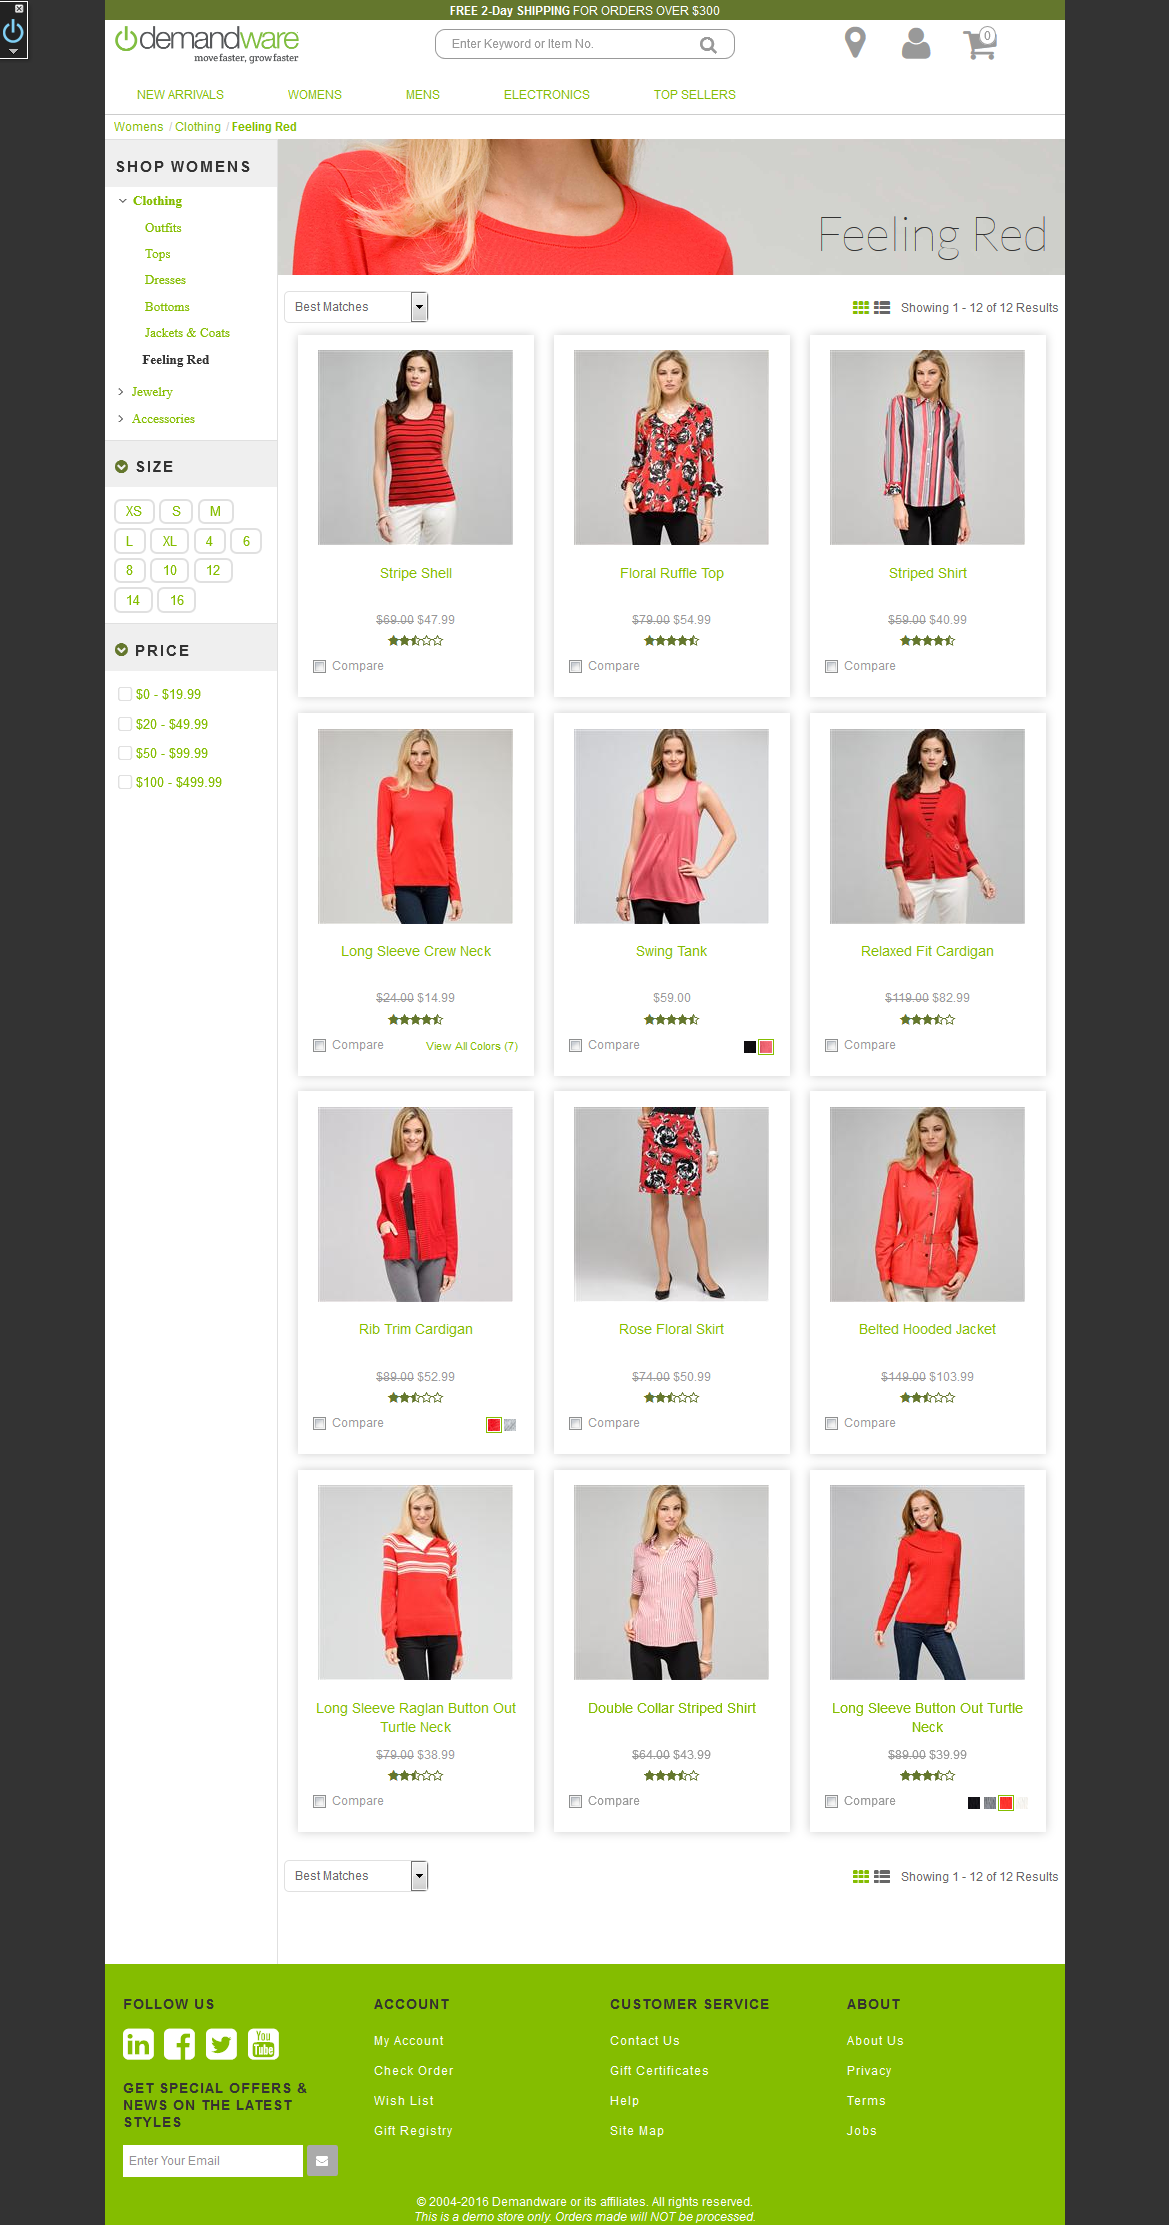 FREE 2-Day SHIPPING FOR ORDERS OVER $300
demandware
move faster, grow faster
Enter Keyword or Item No.
0
NEW ARRIVALS WOMENS MENS ELECTRONICS TOP SELLERS
Womens / Clothing / Feeling Red
SHOP WOMENS
Clothing
Outfits
Tops
Dresses
Bottoms
Jackets & Coats
Feeling Red
Jewelry
Accessories
SIZE
XS S M
L XL 4 6
8 10 12
14 16
PRICE
$0 - $19.99
$20 - $49.99
$50 - $99.99
$100 - $499.99
Feeling Red
Best Matches
Showing 1 - 12 of 12 Results
Stripe Shell
$69.00 $47.99
Compare
Floral Ruffle Top
$79.00 $54.99
Compare
Striped Shirt
$59.00 $40.99
Compare
Long Sleeve Crew Neck
$24.00 $14.99
Compare View All Colors (7)
Swing Tank
$59.00
Compare
Relaxed Fit Cardigan
$119.00 $82.99
Compare
Rib Trim Cardigan
$89.00 $52.99
Compare
Rose Floral Skirt
$74.00 $50.99
Compare
Belted Hooded Jacket
$149.00 $103.99
Compare
Long Sleeve Raglan Button Out
Turtle Neck
$79.00 $38.99
Compare
Double Collar Striped Shirt
$64.00 $43.99
Compare
Long Sleeve Button Out Turtle
Neck
$89.00 $39.99
Compare
Best Matches
Showing 1 - 12 of 12 Results
FOLLOW US
in
You
Tube
GET SPECIAL OFFERS &
NEWS ON THE LATEST
STYLES
Enter Your Email
ACCOUNT
My Account
Check Order
Wish List
Gift Registry
CUSTOMER SERVICE
Contact Us
Gift Certificates
Help
Site Map
ABOUT
About Us
Privacy
Terms
Jobs
© 2004-2016 Demandware or its affiliates. All rights reserved.
This is a demo store only. Orders made will NOT be processed.